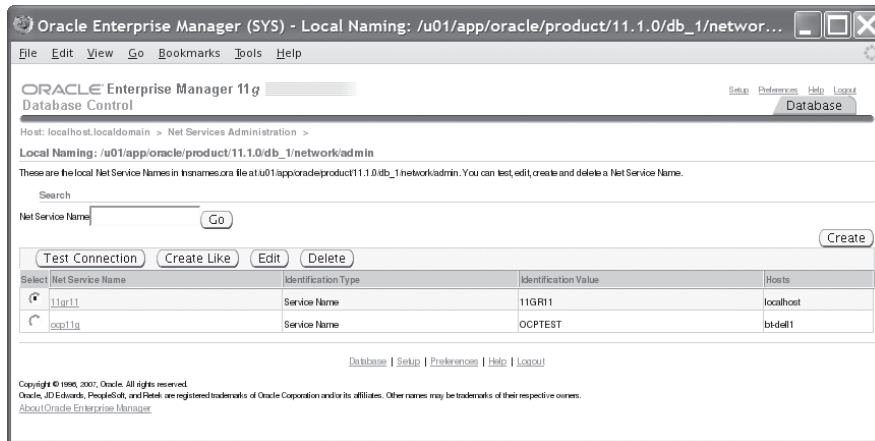 Oracle Enterprise Manager (SYS) - Local Naming: /u01/app/oracle/product/11.1.0/db_1/networ...
File Edit View Go Bookmarks Tools Help
ORACLE Enterprise Manager 11g
Database Control
Setup Preferences Help Logout
Database
Host: localhost.localdomain > Net Services Administration >
Local Naming: /u01/app/oracle/product/11.1.0/db_1/network/admin
These are the local Net Service Names in tnsnames.ora file at /u01/app/oracle/product/11.1.0/db_1/network/admin. You can test, edit, create and delete a Net Service Name.
Search
Net Service Name Go
Create
Test Connection Create Like Edit Delete
Select Net Service Name Identification Type Identification Value Hosts
11gr11 Service Name 11GR11 localhost
ocp11g Service Name OCPTEST bt-dell1
Database | Setup | Preferences | Help | Logout
Copyright © 1996, 2007, Oracle. All rights reserved.
Oracle, JD Edwards, PeopleSoft, and Retek are registered trademarks of Oracle Corporation and/or its affiliates. Other names may be trademarks of their respective owners.
About Oracle Enterprise Manager